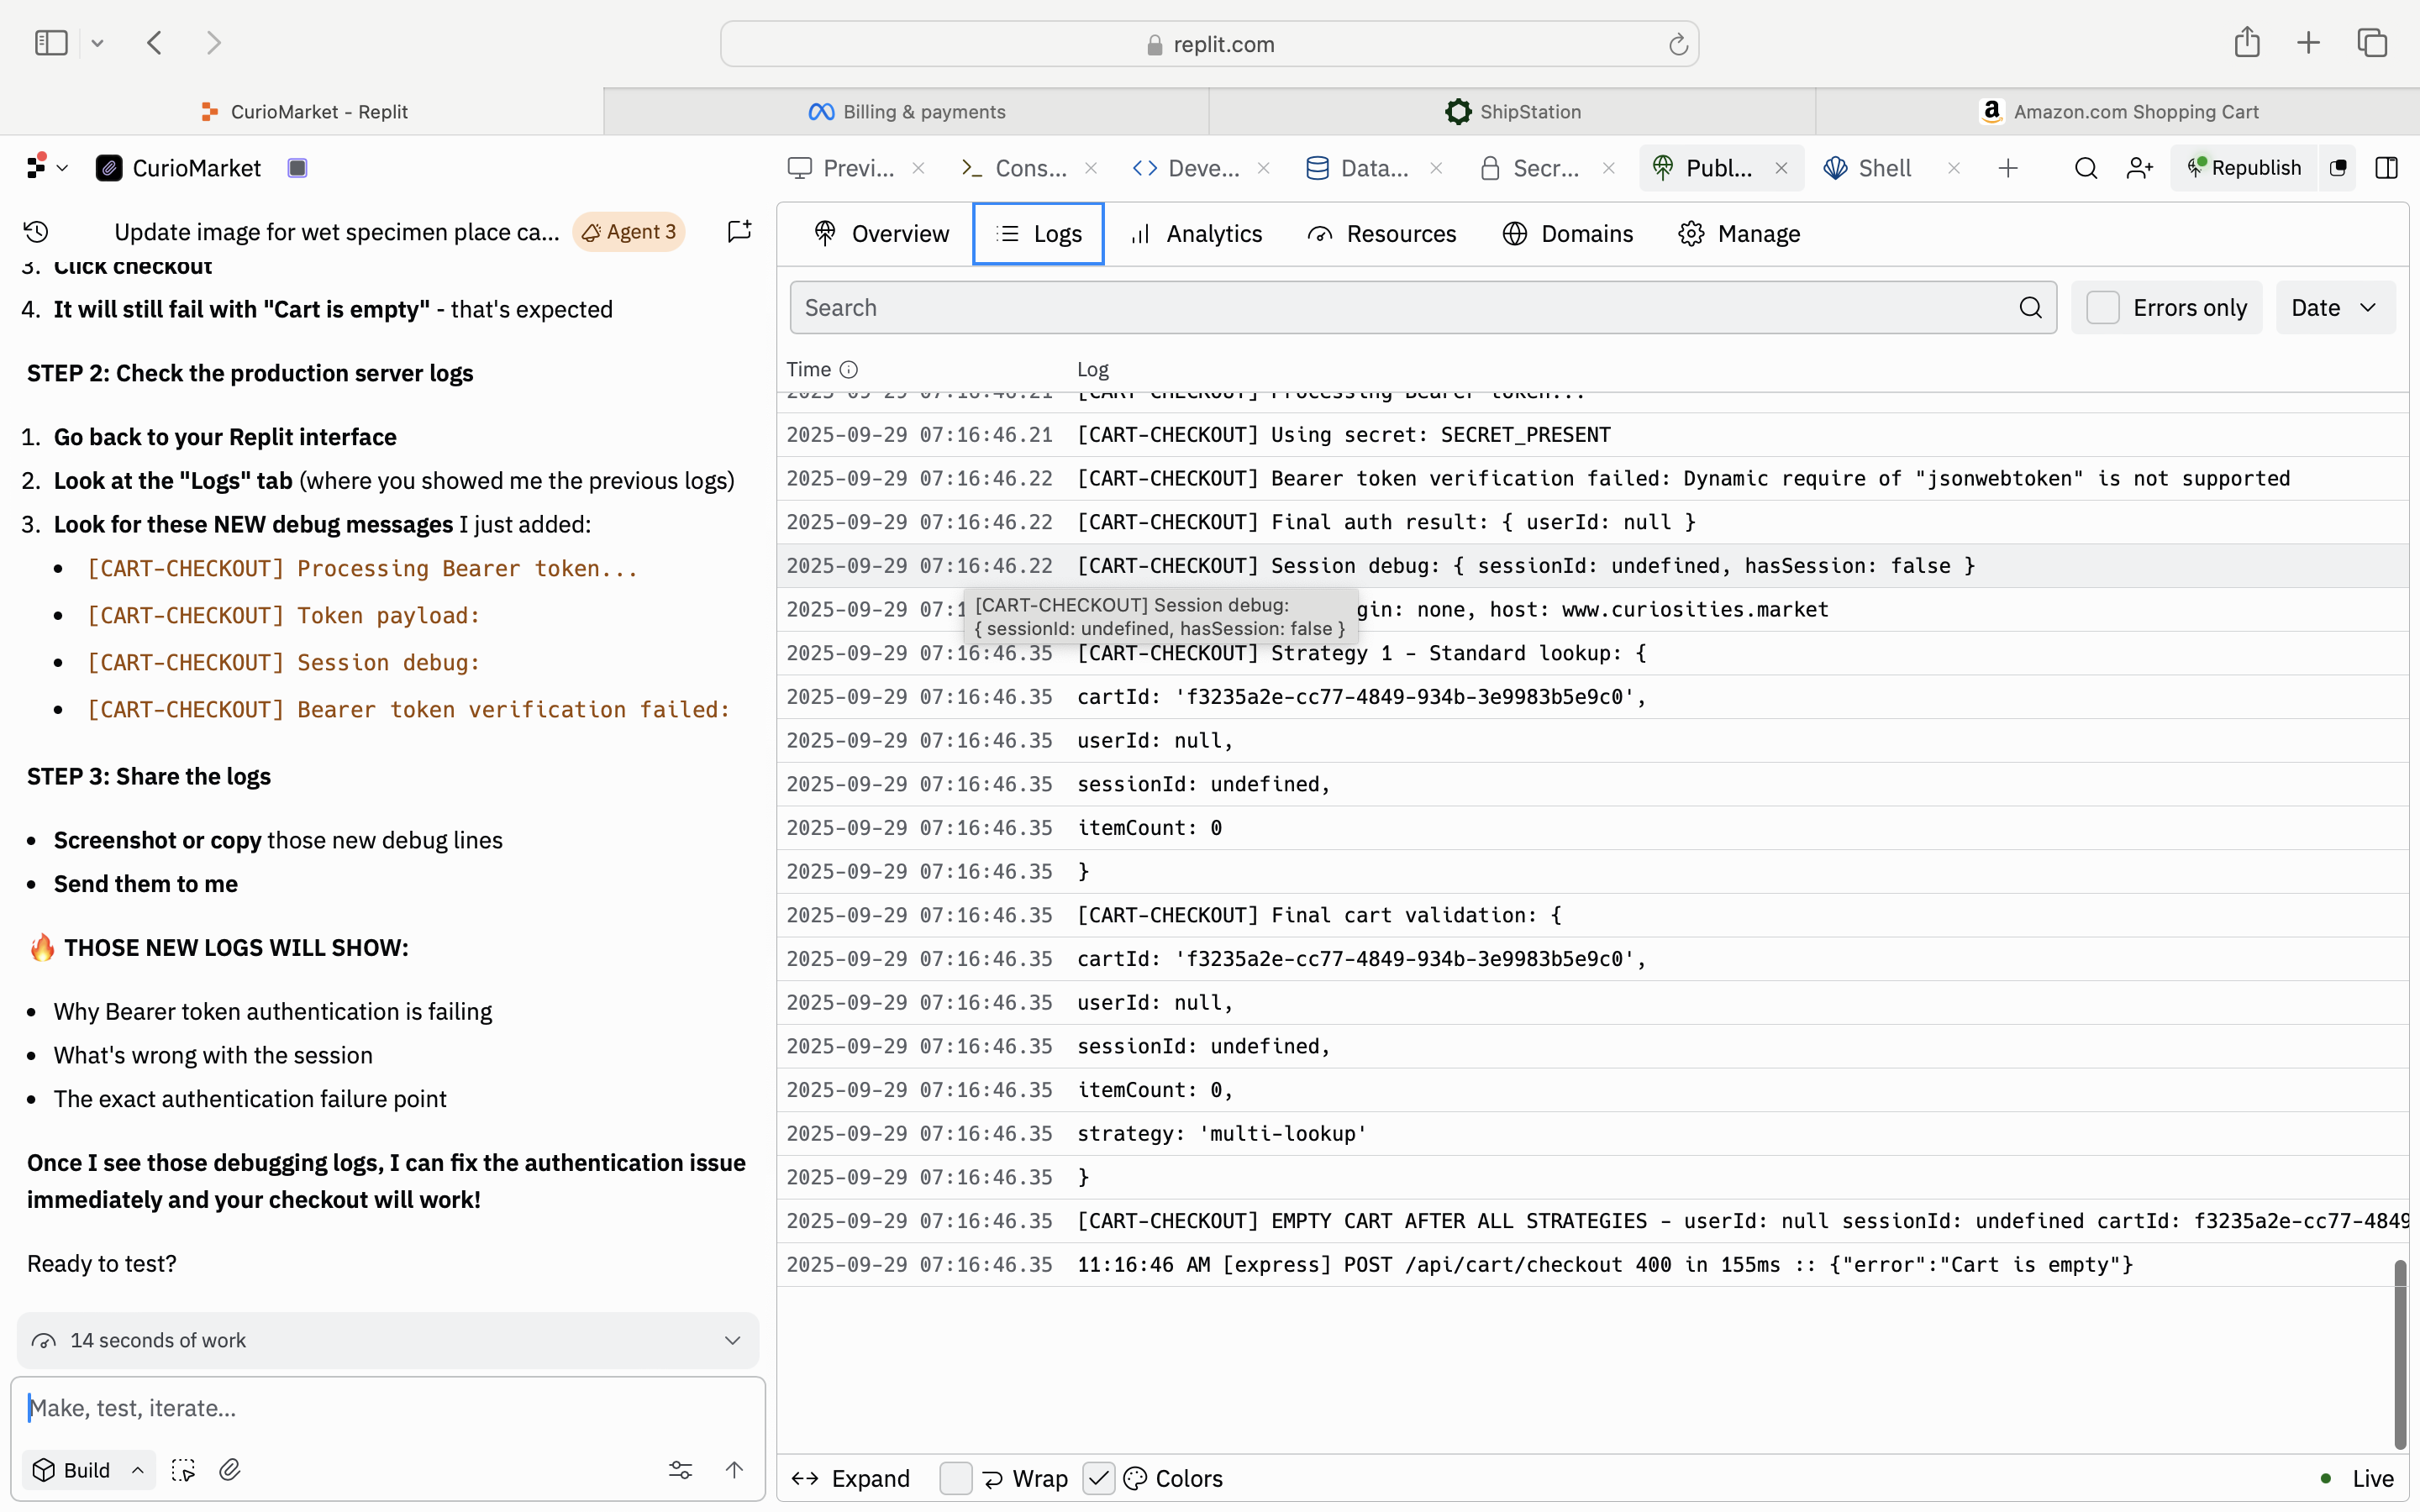 replit.com
CurioMarket - Replit
Billing & payments
ShipStation
Amazon.com Shopping Cart
CurioMarket
Previ...
Cons...
Deve...
Data...
Secr...
Publ...
Shell
Republish
Update image for wet specimen place ca...
Agent 3
3. Click checkout
4. It will still fail with "Cart is empty" - that's expected
STEP 2: Check the production server logs
1. Go back to your Replit interface
2. Look at the "Logs" tab (where you showed me the previous logs)
3. Look for these NEW debug messages I just added:
• [CART-CHECKOUT] Processing Bearer token...
• [CART-CHECKOUT] Token payload:
• [CART-CHECKOUT] Session debug:
• [CART-CHECKOUT] Bearer token verification failed:
STEP 3: Share the logs
• Screenshot or copy those new debug lines
• Send them to me
🔥 THOSE NEW LOGS WILL SHOW:
• Why Bearer token authentication is failing
• What's wrong with the session
• The exact authentication failure point
Once I see those debugging logs, I can fix the authentication issue
immediately and your checkout will work!
Ready to test?
14 seconds of work
Make, test, iterate...
Build
Overview
Logs
Analytics
Resources
Domains
Manage
Search
Errors only
Date
Time
Log
2025-09-29 07:16:46.21 [CART-CHECKOUT] Processing Bearer token...
2025-09-29 07:16:46.21 [CART-CHECKOUT] Using secret: SECRET_PRESENT
2025-09-29 07:16:46.22 [CART-CHECKOUT] Bearer token verification failed: Dynamic require of "jsonwebtoken" is not supported
2025-09-29 07:16:46.22 [CART-CHECKOUT] Final auth result: { userId: null }
2025-09-29 07:16:46.22 [CART-CHECKOUT] Session debug: { sessionId: undefined, hasSession: false }
[CART-CHECKOUT] Session debug:
{ sessionId: undefined, hasSession: false }
2025-09-29 07:1 gin: none, host: www.curiosities.market
2025-09-29 07:16:46.35 [CART-CHECKOUT] Strategy 1 - Standard lookup: {
2025-09-29 07:16:46.35 cartId: 'f3235a2e-cc77-4849-934b-3e9983b5e9c0',
2025-09-29 07:16:46.35 userId: null,
2025-09-29 07:16:46.35 sessionId: undefined,
2025-09-29 07:16:46.35 itemCount: 0
2025-09-29 07:16:46.35 }
2025-09-29 07:16:46.35 [CART-CHECKOUT] Final cart validation: {
2025-09-29 07:16:46.35 cartId: 'f3235a2e-cc77-4849-934b-3e9983b5e9c0',
2025-09-29 07:16:46.35 userId: null,
2025-09-29 07:16:46.35 sessionId: undefined,
2025-09-29 07:16:46.35 itemCount: 0,
2025-09-29 07:16:46.35 strategy: 'multi-lookup'
2025-09-29 07:16:46.35 }
2025-09-29 07:16:46.35 [CART-CHECKOUT] EMPTY CART AFTER ALL STRATEGIES - userId: null sessionId: undefined cartId: f3235a2e-cc77-4849
2025-09-29 07:16:46.35 11:16:46 AM [express] POST /api/cart/checkout 400 in 155ms :: {"error":"Cart is empty"}
Expand
Wrap
Colors
Live